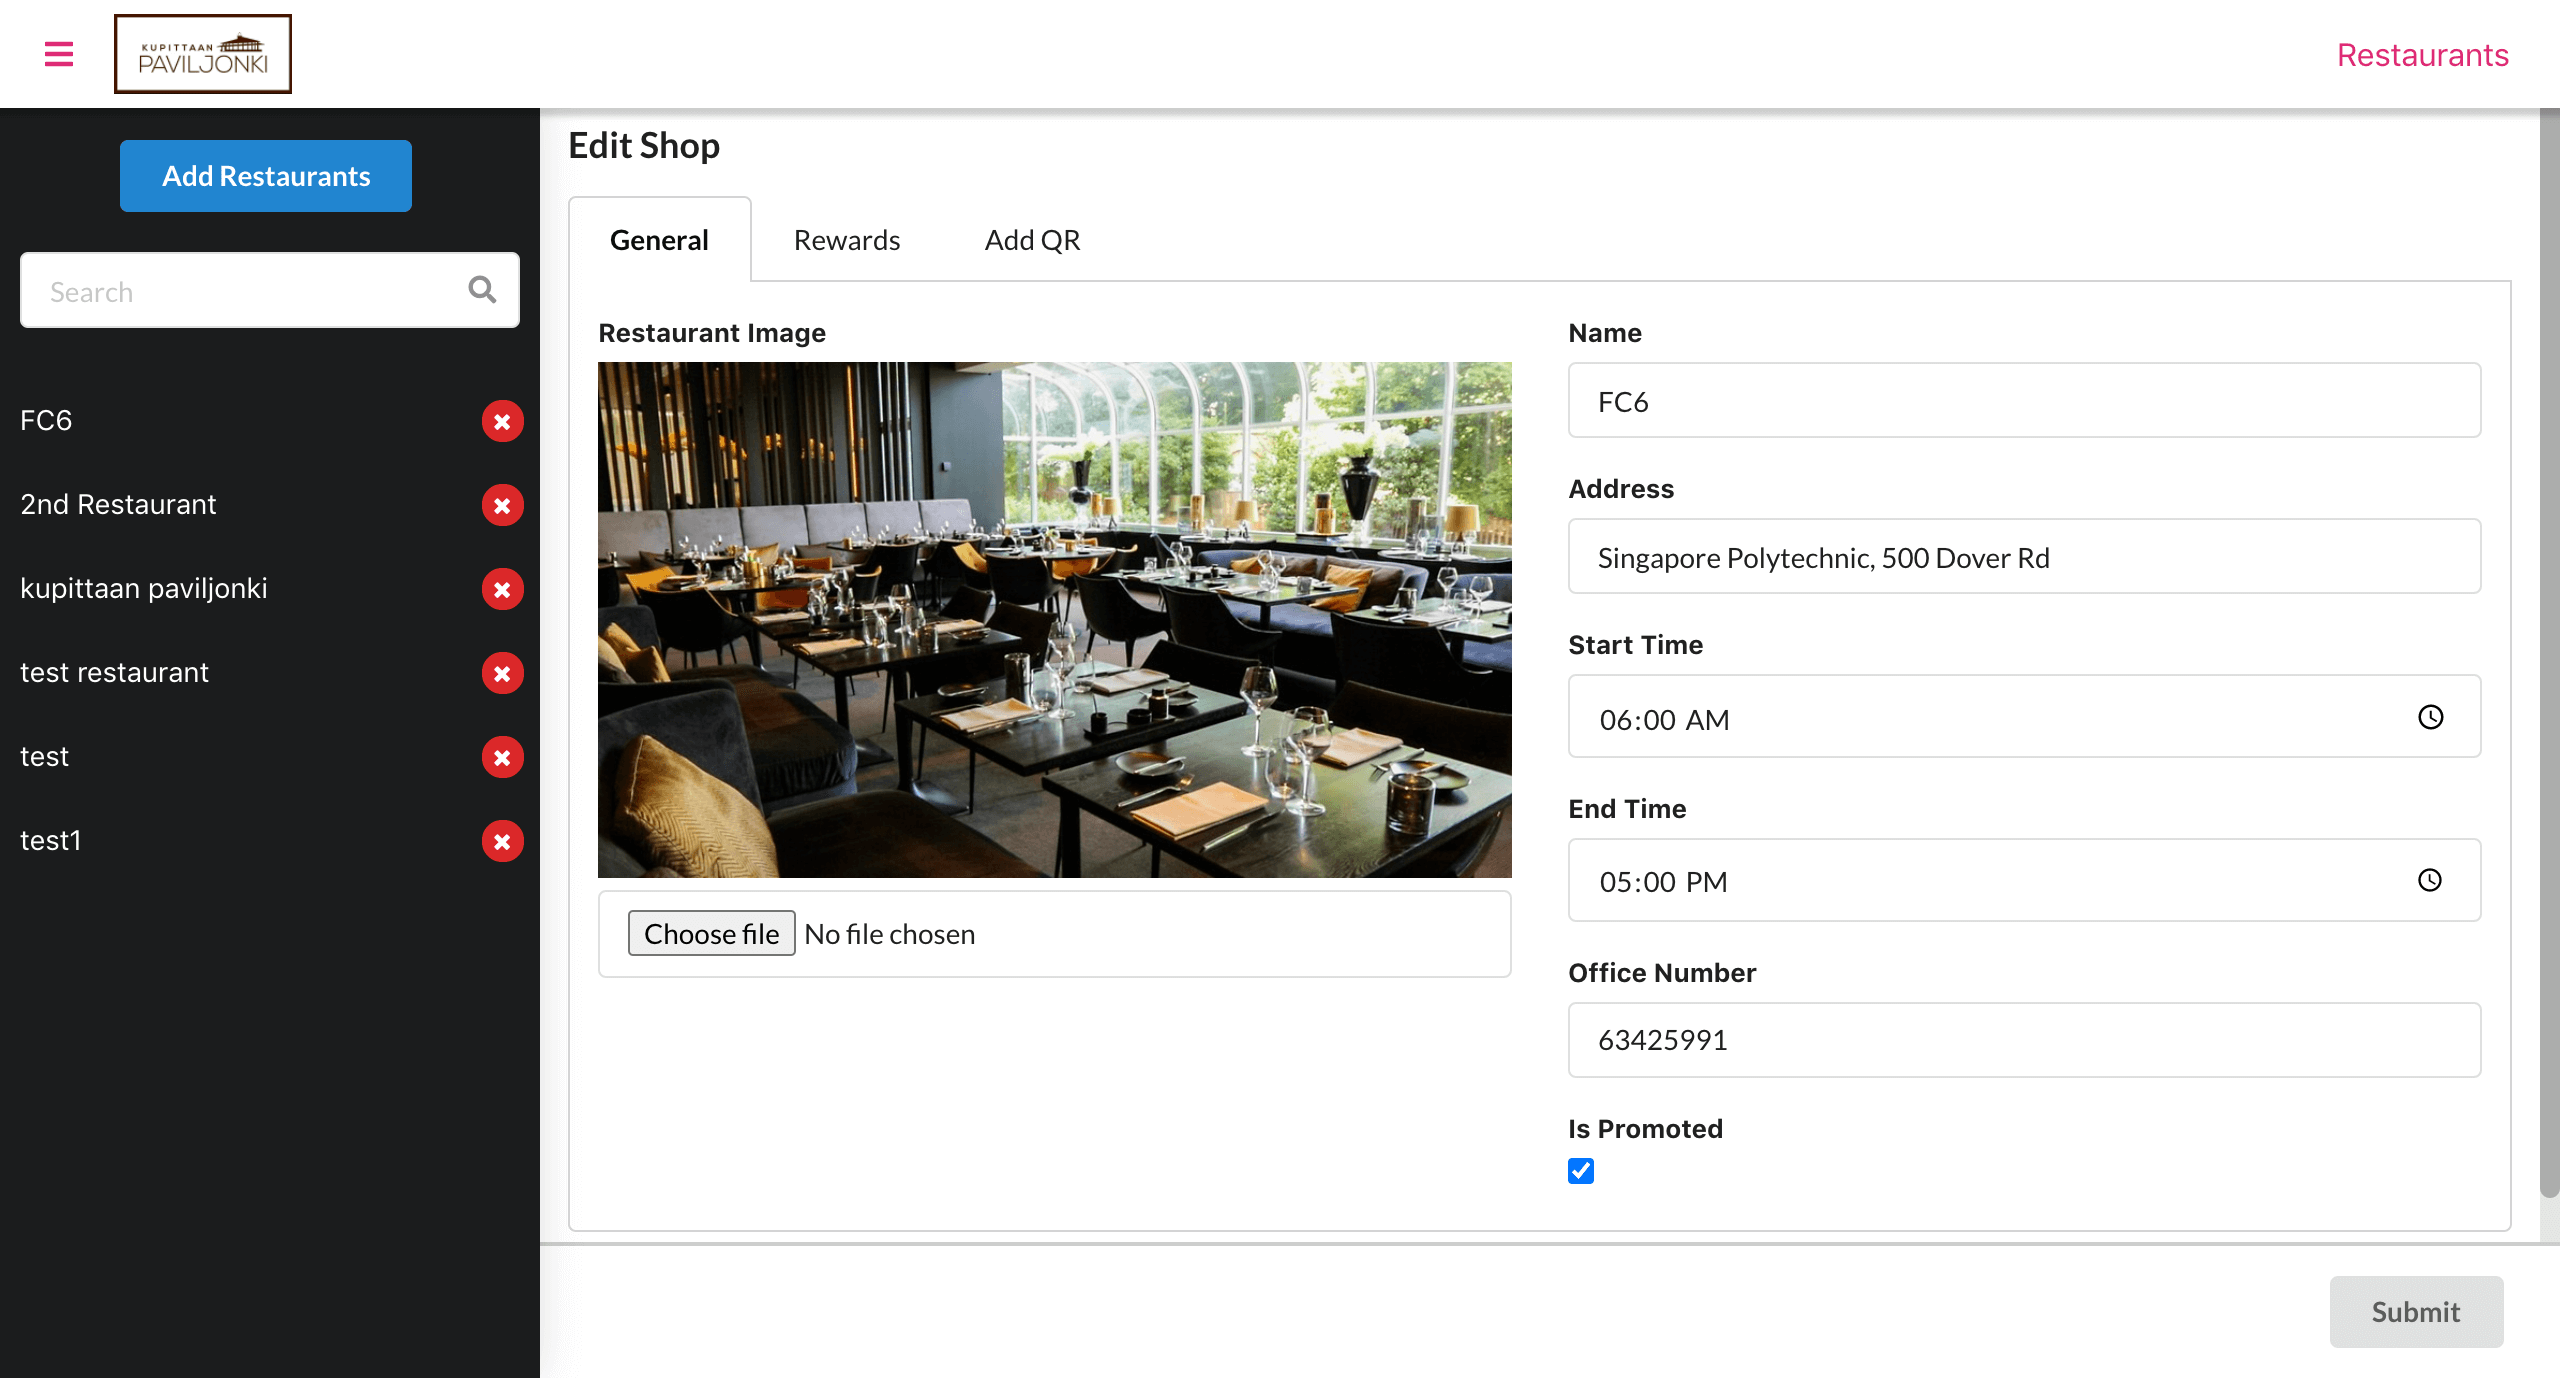 KUPITTAAN
PAVILJONKI
Restaurants
Add Restaurants
Search
FC6
2nd Restaurant
kupittaan paviljonki
test restaurant
test
test1
Edit Shop
General
Rewards
Add QR
Restaurant Image
Choose file No file chosen
Name
FC6
Address
Singapore Polytechnic, 500 Dover Rd
Start Time
06:00 AM
End Time
05:00 PM
Office Number
63425991
Is Promoted
Submit